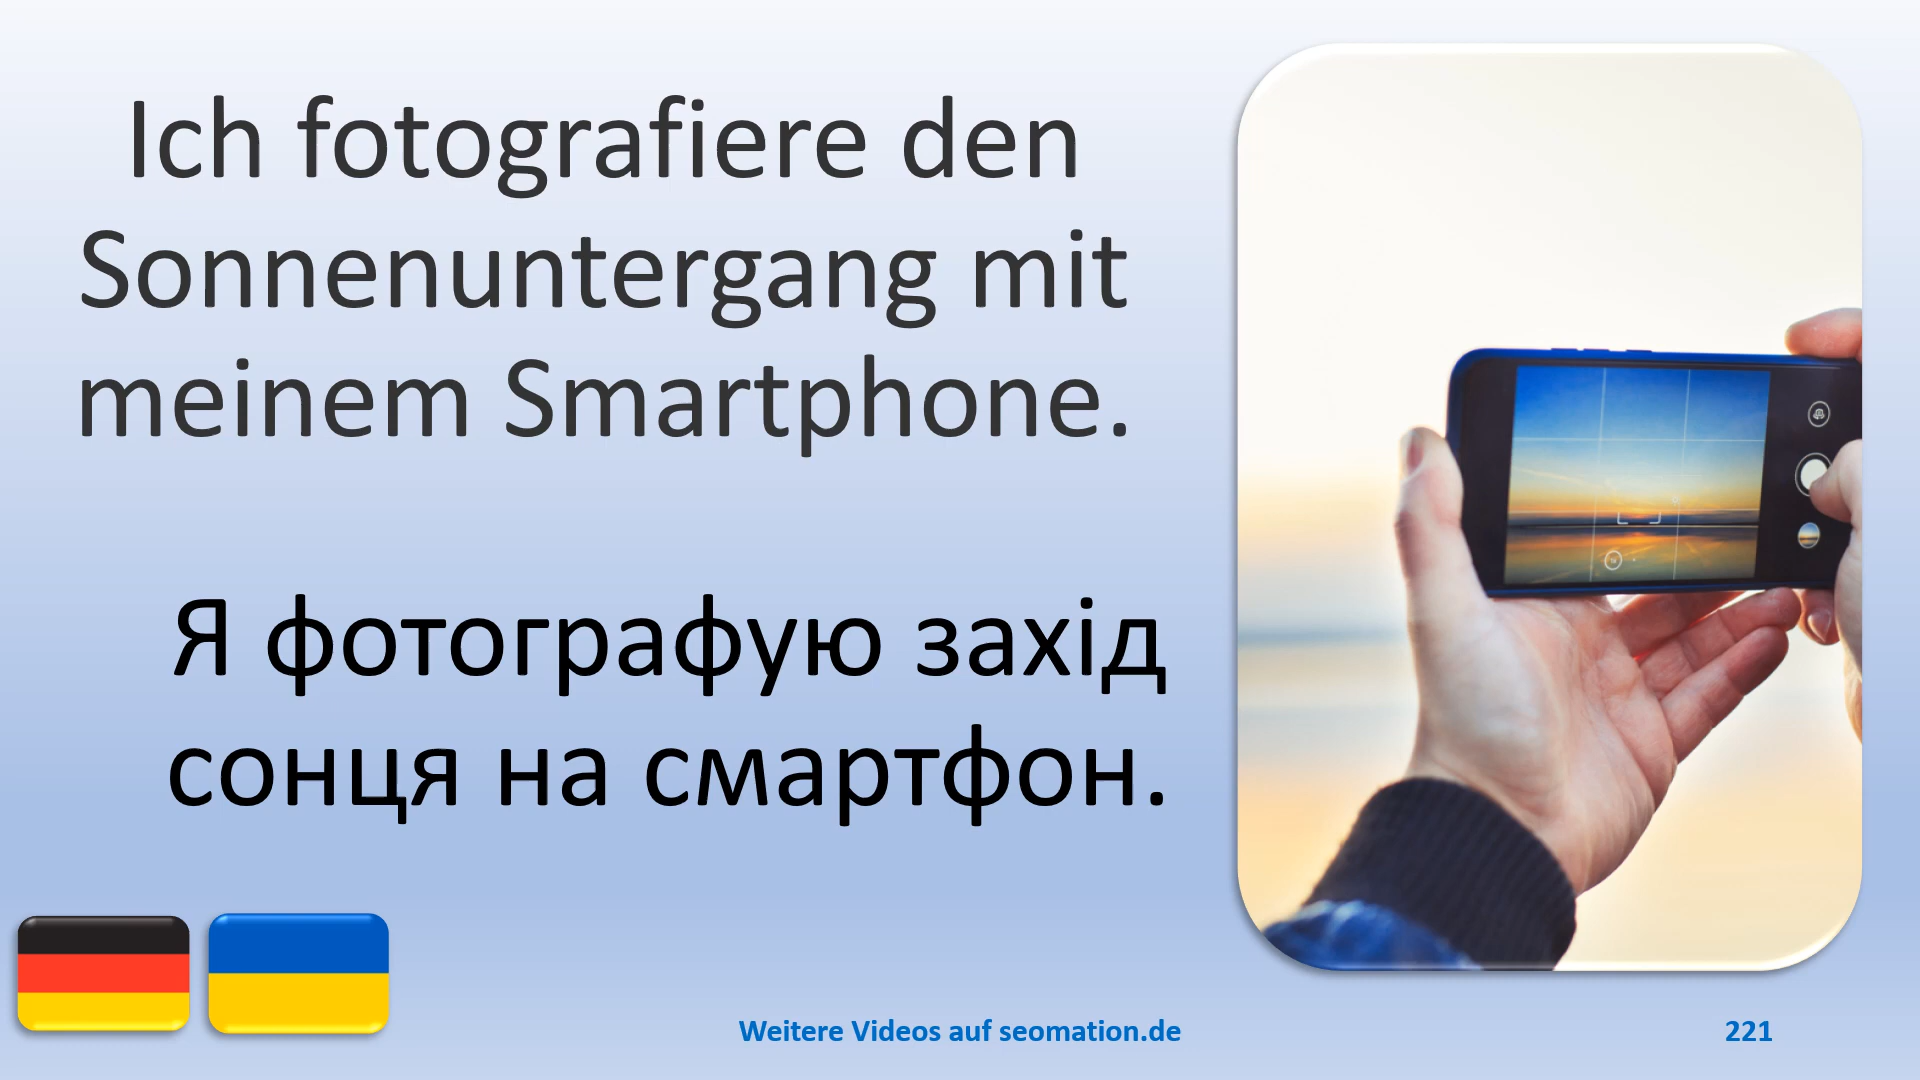 Ich fotografiere den
Sonnenuntergang mit
meinem Smartphone.
Я фотографую захід
сонця на смартфон.
Weitere Videos auf seomation.de
221